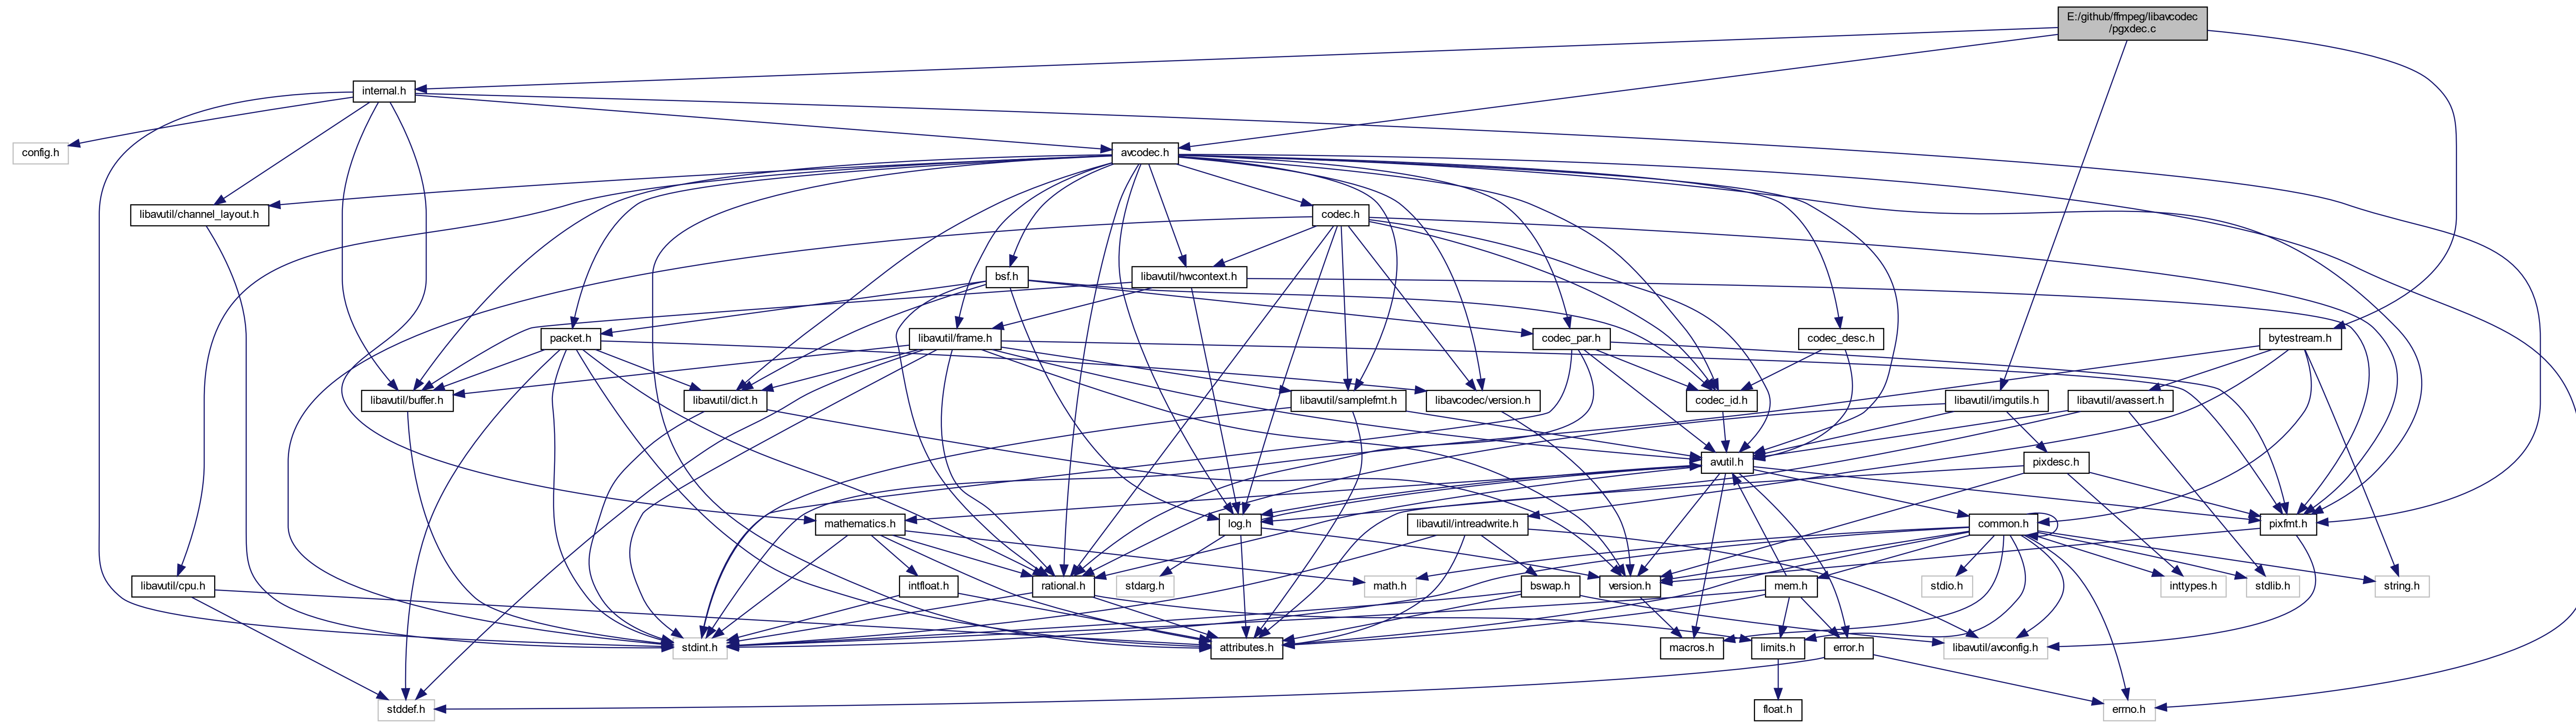 E:/github/ffmpeg/libavcodec
/pgxdec.c
internal.h
config.h
avcodec.h
libavutil/channel_layout.h
codec.h
bsf.h
libavutil/hwcontext.h
packet.h
libavutil/frame.h
codec_par.h
codec_desc.h
bytestream.h
libavutil/buffer.h
libavutil/dict.h
libavutil/samplefmt.h
libavcodec/version.h
codec_id.h
libavutil/imgutils.h
libavutil/avassert.h
avutil.h
pixdesc.h
mathematics.h
log.h
libavutil/intreadwrite.h
common.h
pixfmt.h
libavutil/cpu.h
intfloat.h
rational.h
stdarg.h
math.h
bswap.h
version.h
mem.h
stdio.h
inttypes.h
stdlib.h
string.h
stdint.h
attributes.h
macros.h
limits.h
error.h
libavutil/avconfig.h
stddef.h
float.h
errno.h